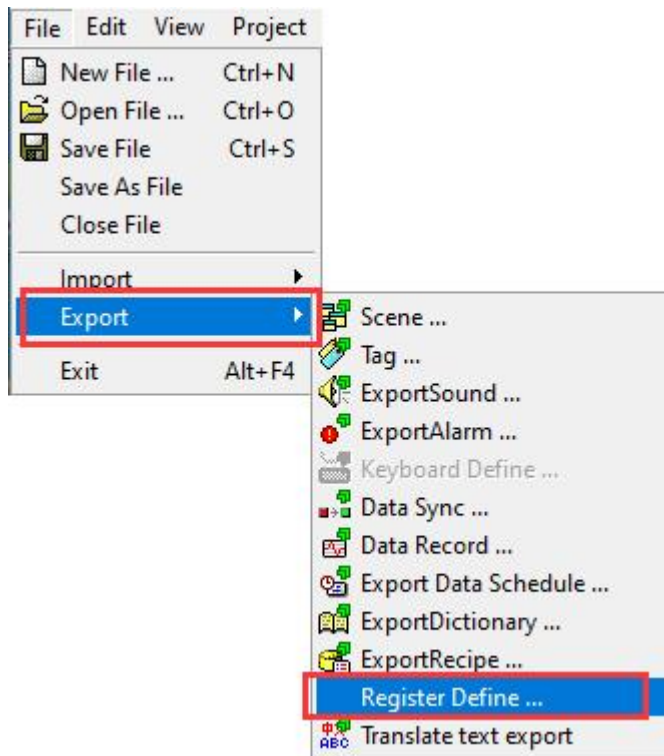 File Edit View Project
New File ... Ctrl+N
Open File ... Ctrl+O
Save File Ctrl+S
Save As File
Close File
Import
Export
Exit Alt+F4
Scene ...
Tag ...
ExportSound ...
ExportAlarm ...
Keyboard Define ...
Data Sync ...
Data Record ...
Export Data Schedule ...
ExportDictionary ...
ExportRecipe ...
Register Define ...
Translate text export